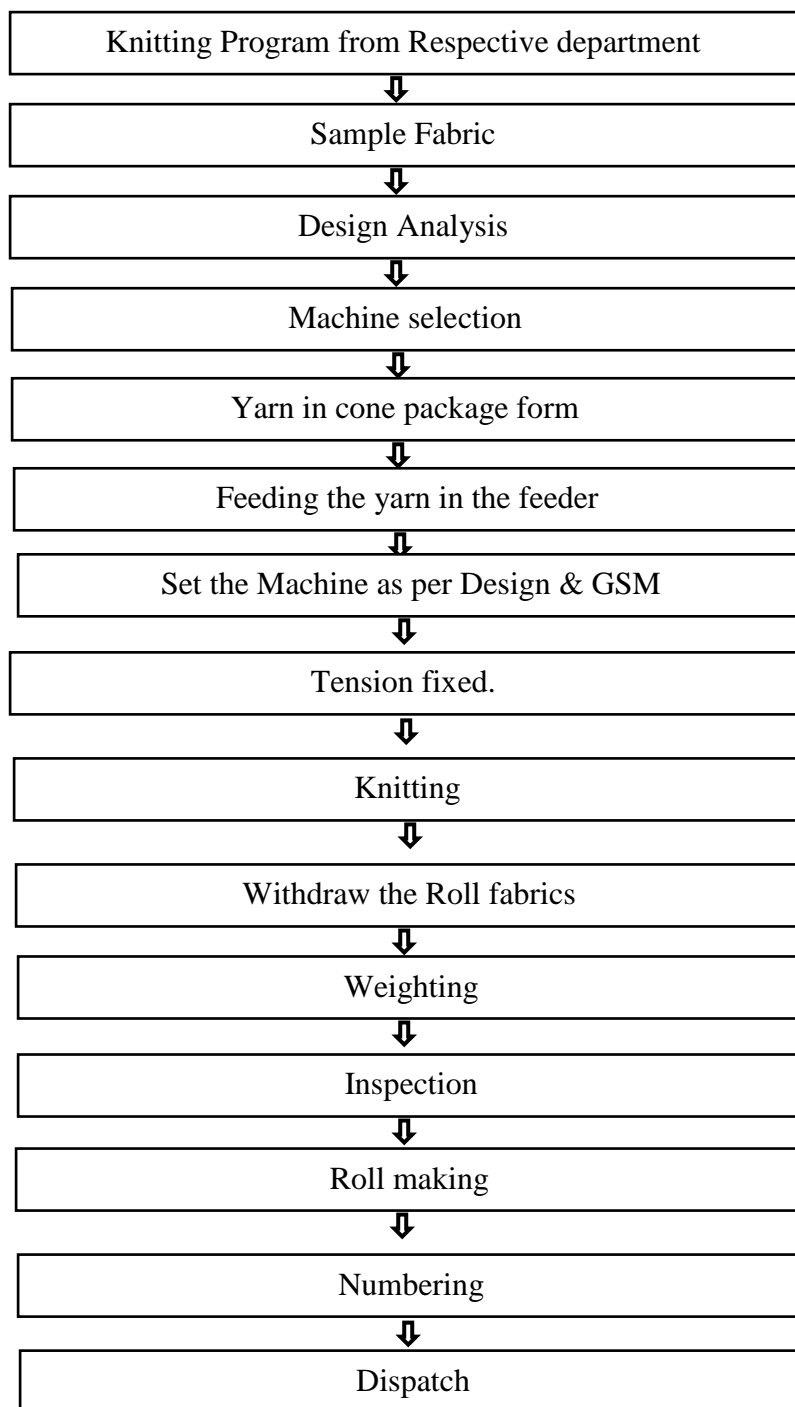 Knitting Program from Respective department
Sample Fabric
Design Analysis
Machine selection
Yarn in cone package form
Feeding the yarn in the feeder
Set the Machine as per Design & GSM
Tension fixed.
Knitting
Withdraw the Roll fabrics
Weighting
Inspection
Roll making
Numbering
Dispatch